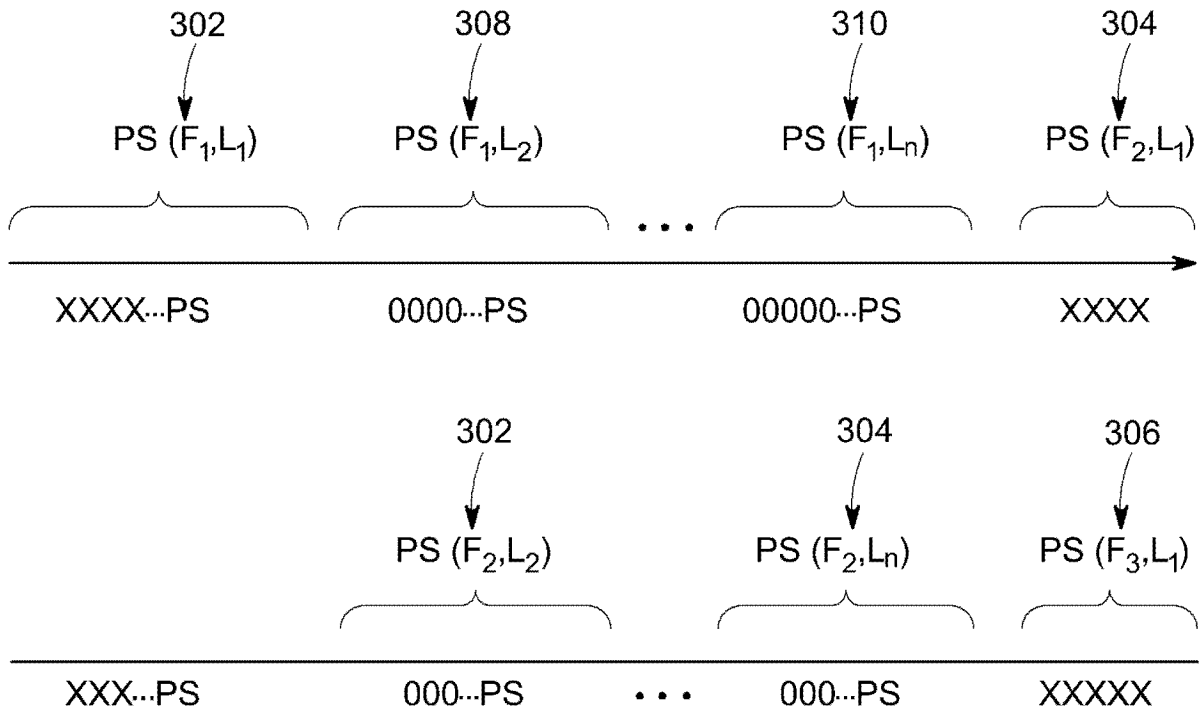 302 308 310 304
PS (F₁,L₁) PS (F₁,L₂) PS (F₁,Lₙ) PS (F₂,L₁)
• • •
XXXX...PS 0000...PS 00000...PS XXXX
302 304 306
PS (F₂,L₂) PS (F₂,Lₙ) PS (F₃,L₁)
XXX...PS 000...PS • • • 000...PS XXXXX